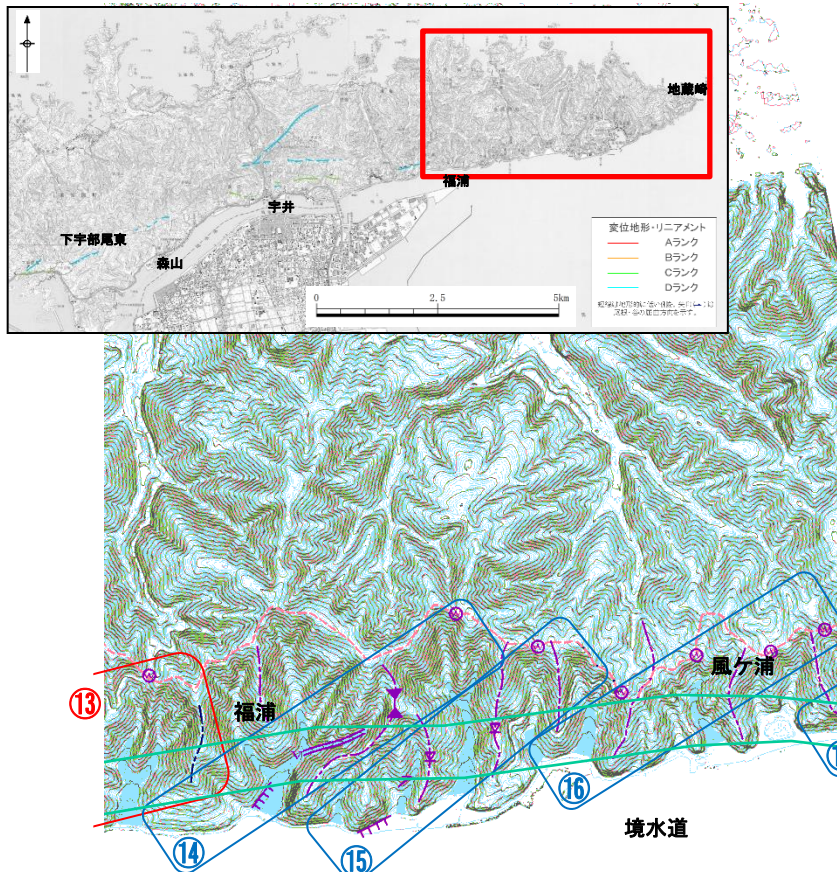 地蔵崎
福浦
宇井
下宇部尾東
森山
変位地形・リニアメント
Aランク
Bランク
Cランク
Dランク
0 2.5 5km
⑬
福浦
風ケ浦
⑭
⑮
⑯
境水道